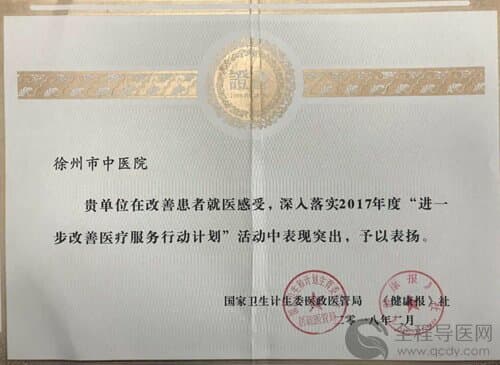 證書
徐州市中医院
贵单位在改善患者就医感受，深入落实2017年度“进一
步改善医疗服务行动计划”活动中表现突出，予以表扬。
国家卫生计生委医政医管局 《健康报》社
二零一八年二月
全程导医网
www.qcdy.com